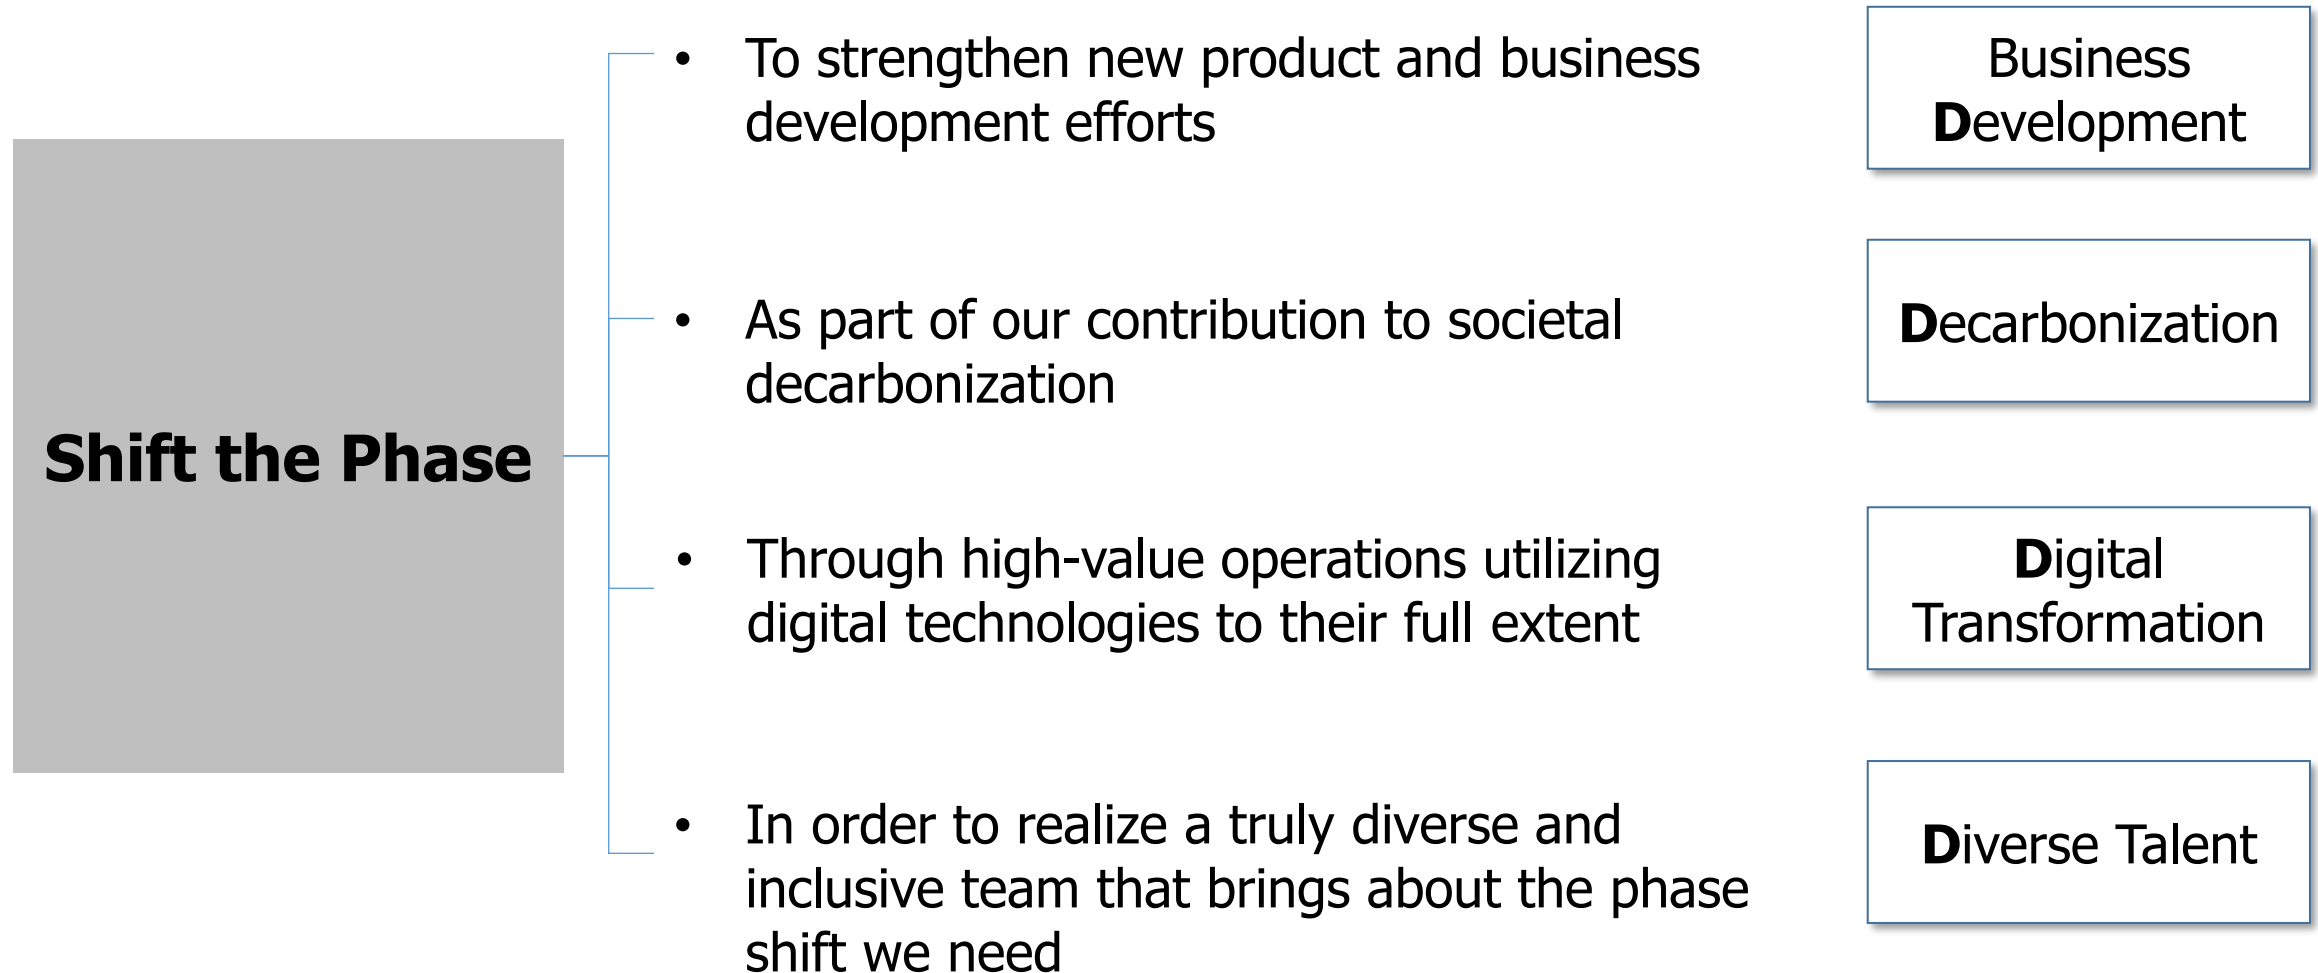 Shift the Phase
• To strengthen new product and business
development efforts
Business
Development
• As part of our contribution to societal
decarbonization
Decarbonization
• Through high-value operations utilizing
digital technologies to their full extent
Digital
Transformation
• In order to realize a truly diverse and
inclusive team that brings about the phase
shift we need
Diverse Talent